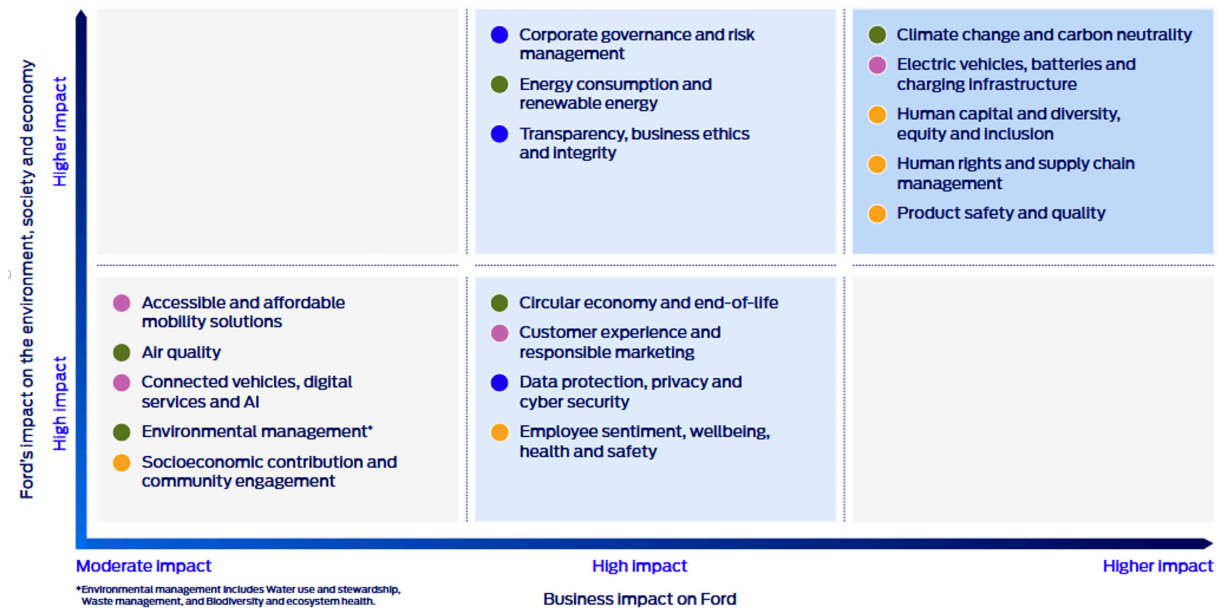 Ford's impact on the environment, society and economy
Higher impact
High impact
Corporate governance and risk
management
Energy consumption and
renewable energy
Transparency, business ethics
and integrity
Climate change and carbon neutrality
Electric vehicles, batteries and
charging infrastructure
Human capital and diversity,
equity and inclusion
Human rights and supply chain
management
Product safety and quality
Accessible and affordable
mobility solutions
Air quality
Connected vehicles, digital
services and AI
Environmental management*
Socioeconomic contribution and
community engagement
Circular economy and end-of-life
Customer experience and
responsible marketing
Data protection, privacy and
cyber security
Employee sentiment, wellbeing,
health and safety
Moderate impact
High impact
Higher impact
*Environmental management includes Water use and stewardship,
Waste management, and Biodiversity and ecosystem health.
Business impact on Ford